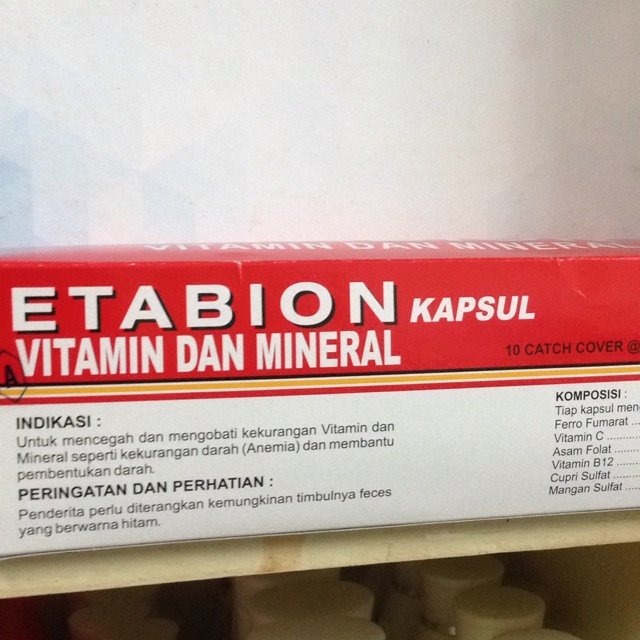 VITAMIN DAN MINERAL
ETABION KAPSUL
VITAMIN DAN MINERAL
10 CATCH COVER @
INDIKASI :
Untuk mencegah dan mengobati kekurangan Vitamin dan
Mineral seperti kekurangan darah (Anemia) dan membantu
pembentukan darah.
PERINGATAN DAN PERHATIAN :
Penderita perlu diterangkan kemungkinan timbulnya feces
yang berwarna hitam.
KOMPOSISI :
Tiap kapsul
Ferro Fumarat ...
Vitamin C ..........
Asam Folat .......
Vitamin B12 ......
Cupri Sulfat .......
Mangan Sulfat ....